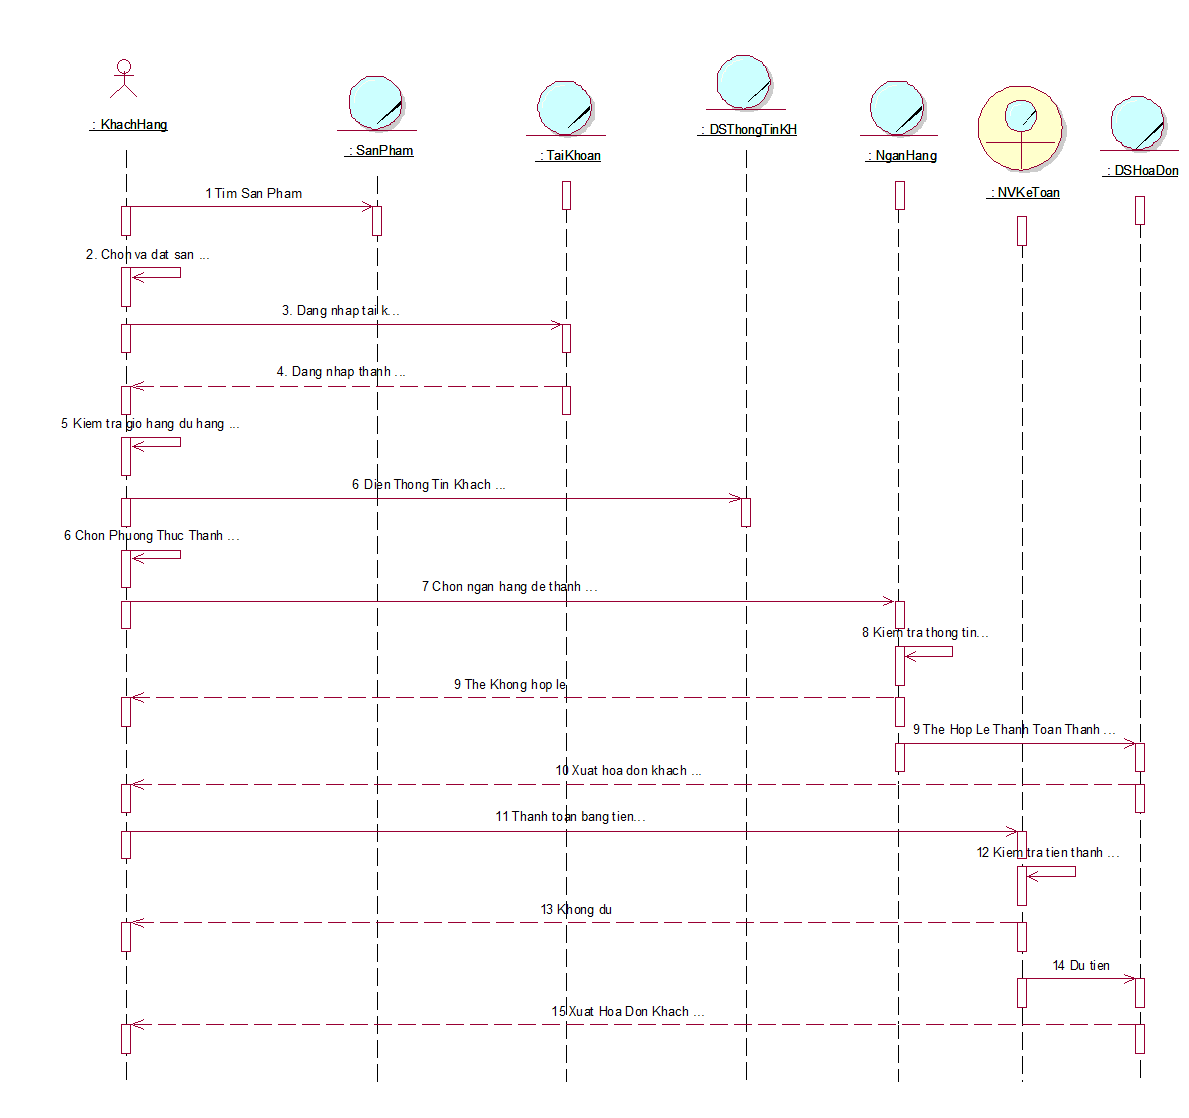 : KhachHang
: SanPham
: TaiKhoan
: DSThongTinKH
: NganHang
: NVKeToan
: DSHoaDon
1 Tim San Pham
2. Chon va dat san ...
3. Dang nhap tai k...
4. Dang nhap thanh ...
5 Kiem tra gio hang du hang ...
6 Dien Thong Tin Khach ...
6 Chon Phuong Thuc Thanh ...
7 Chon ngan hang de thanh ...
8 Kiem tra thong tin...
9 The Khong hop le
9 The Hop Le Thanh Toan Thanh ...
10 Xuat hoa don khach ...
11 Thanh toan bang tien...
12 Kiem tra tien thanh ...
13 Khong du
14 Du tien
15 Xuat Hoa Don Khach ...